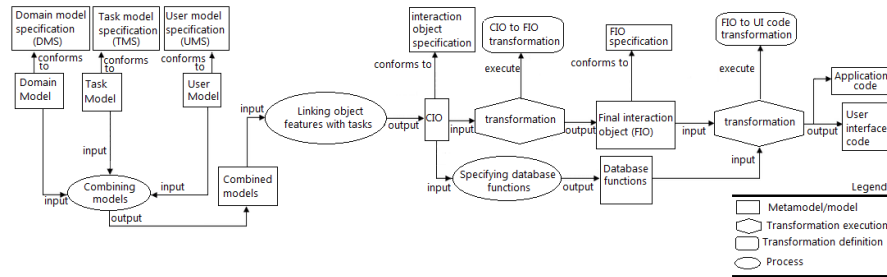 Domain model
specification
(DMS)
Task model
specification
(TMS)
User model
specification
(UMS)
conforms
to
conforms
to
conforms
to
Domain
Model
Task
Model
User
Model
input
input
input
Combining
models
output
Combined
models
input
Linking object
features with tasks
output
interaction
object
specification
conforms to
CIO
input
CIO to FIO
transformation
execute
transformation
output
FIO
specification
conforms to
Final interaction
object (FIO)
input
FIO to UI code
transformation
execute
transformation
output
Application
code
User
interface
code
input
Specifying database
functions
output
Database
functions
input
Legend
Metamodel/model
Transformation execution
Transformation definition
Process